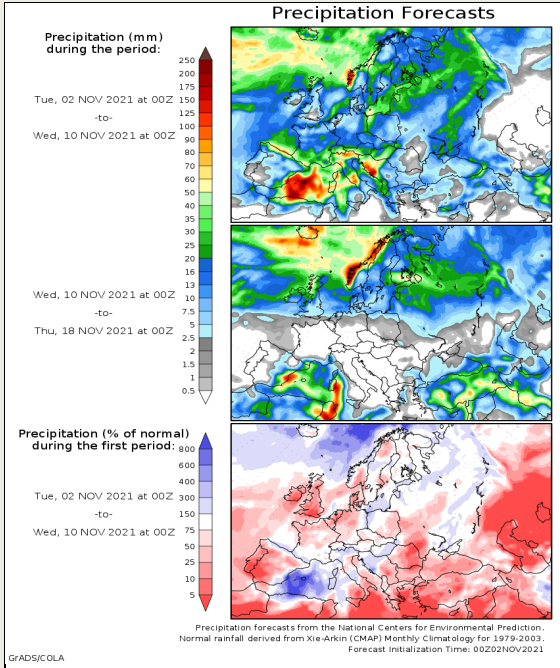 Precipitation Forecasts
Precipitation (mm)
during the period:
Tue, 02 NOV 2021 at 00Z
-to-
Wed, 10 NOV 2021 at 00Z
250
200
175
150
125
100
90
80
70
60
50
40
35
30
25
20
16
13
10
7.5
5
2.5
2
1.5
1
0.5
Wed, 10 NOV 2021 at 00Z
-to-
Thu, 18 NOV 2021 at 00Z
Precipitation (% of normal)
during the first period:
Tue, 02 NOV 2021 at 00Z
-to-
Wed, 10 NOV 2021 at 00Z
800
600
400
300
150
75
50
25
10
5
Precipitation forecasts from the National Centers for Environmental Prediction.
Normal rainfall derived from Xie-Arkin (CMAP) Monthly Climatology for 1979-2003.
Forecast Initialization Time: 00Z02NOV2021
GrADS/COLA